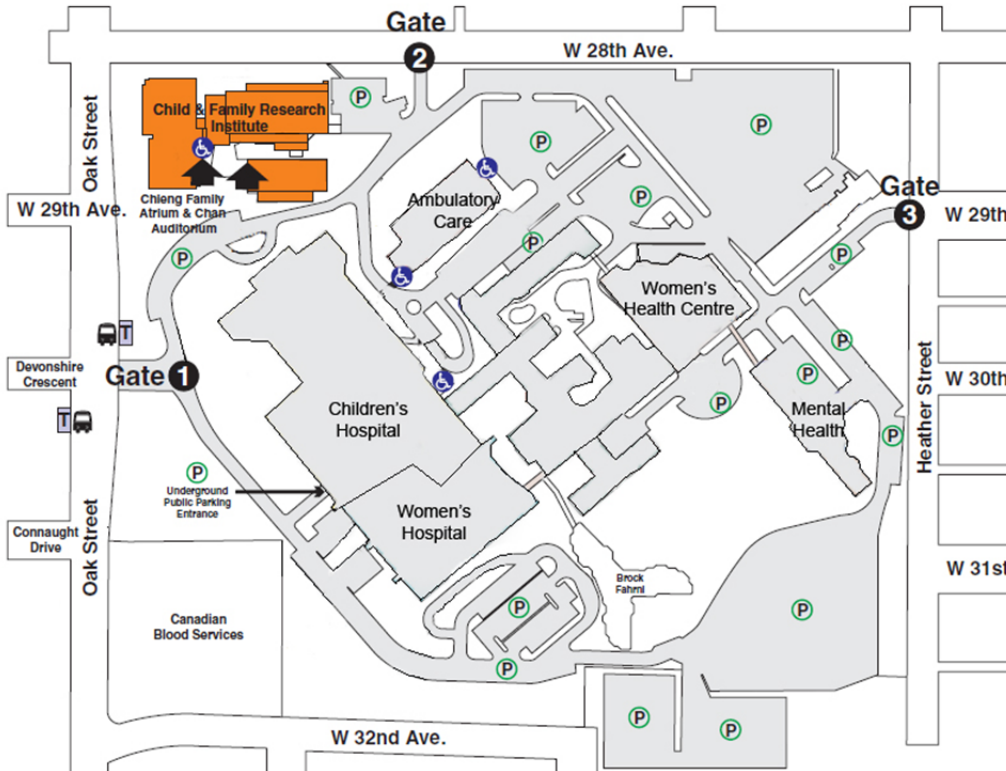 Gate
2
W 28th Ave.
Oak Street
Child & Family Research
Institute
P
P
P
W 29th Ave.
Chieng Family
Atrium & Chan
Auditorium
Ambulatory
Care
P
Gate
3
W 29th
P
P
P
Women's
Health Centre
T
Devonshire
Crescent
Gate 1
P
P
W 30th
T
Children's
Hospital
P
Mental
Health
P
Heather Street
P
Underground
Public Parking
Entrance
Women's
Hospital
Connaught
Drive
Oak Street
W 31st
Brock
Fahrni
Canadian
Blood Services
P
P
P
W 32nd Ave.
P
P